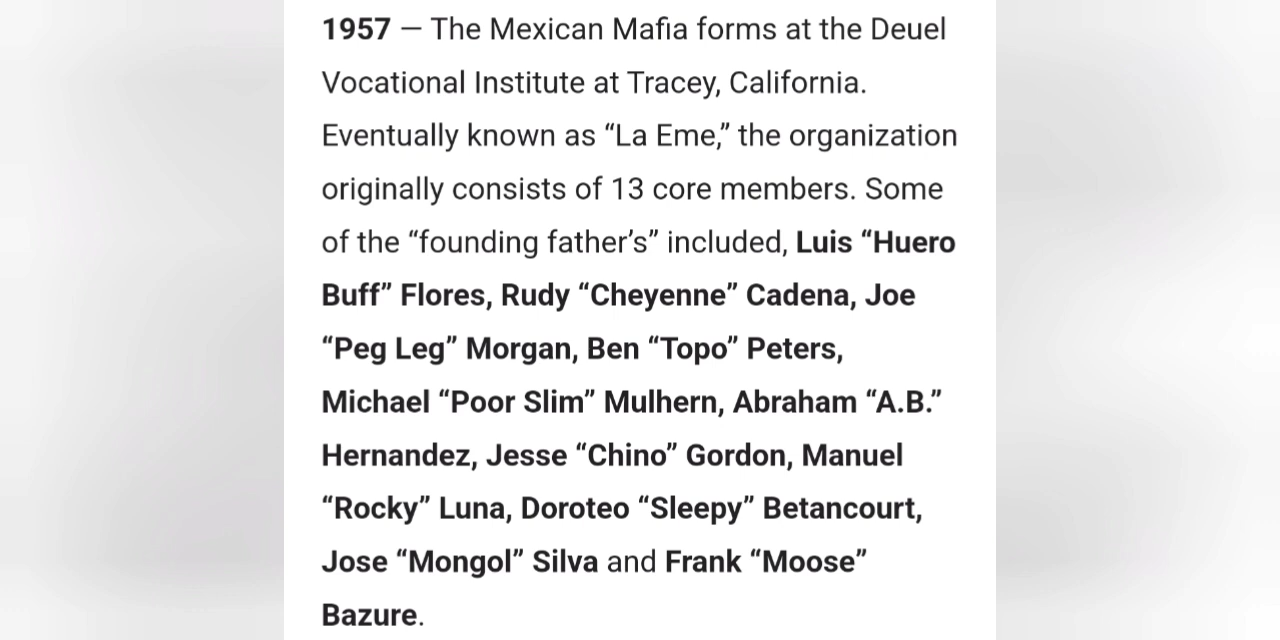 1957 — The Mexican Mafia forms at the Deuel
Vocational Institute at Tracey, California.
Eventually known as “La Eme,” the organization
originally consists of 13 core members. Some
of the “founding father’s” included, Luis “Huero
Buff” Flores, Rudy “Cheyenne” Cadena, Joe
“Peg Leg” Morgan, Ben “Topo” Peters,
Michael “Poor Slim” Mulhern, Abraham “A.B.”
Hernandez, Jesse “Chino” Gordon, Manuel
“Rocky” Luna, Doroteo “Sleepy” Betancourt,
Jose “Mongol” Silva and Frank “Moose”
Bazure.